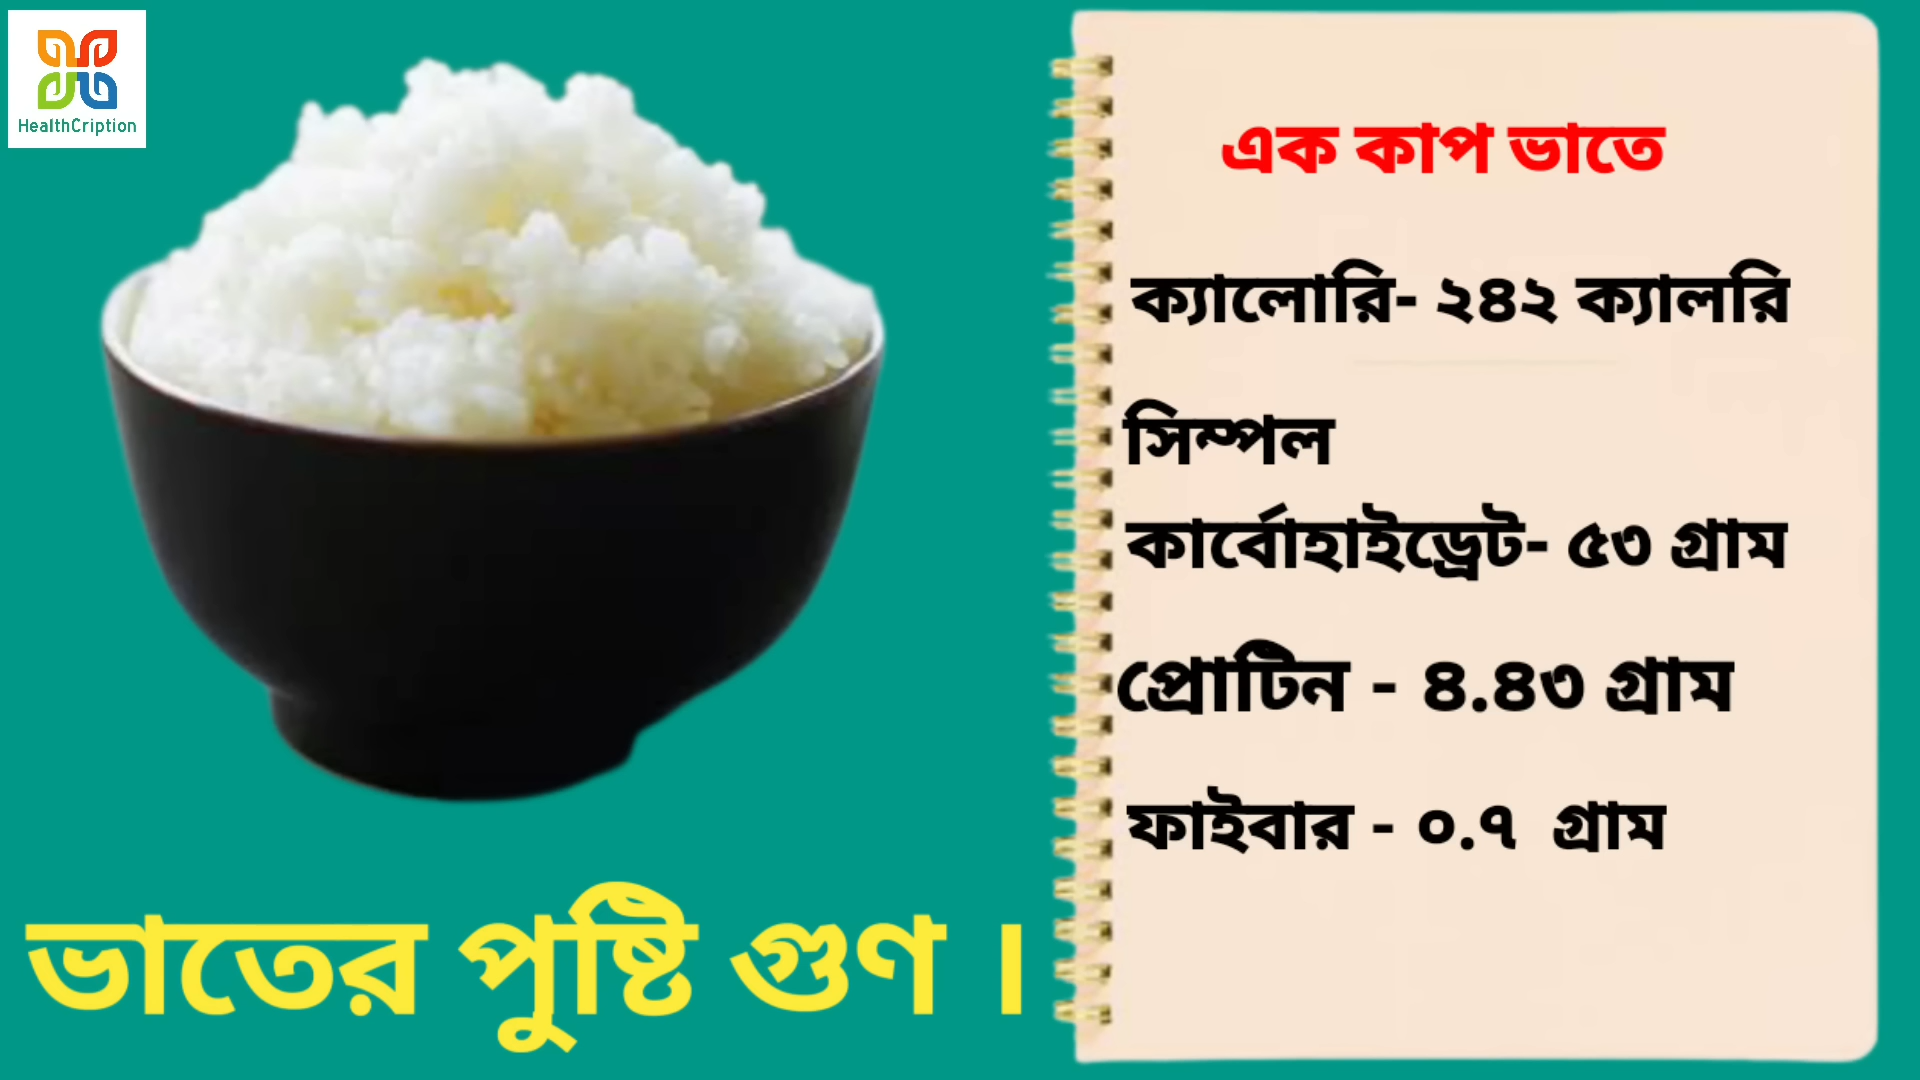 HealthCription
এক কাপ ভাতে
ক্যালোরি- ২৪২ ক্যালরি
সিম্পল
কার্বোহাইড্রেট- ৫৩ গ্রাম
প্রোটিন - ৪.৪৩ গ্রাম
ফাইবার - ০.৭ গ্রাম
ভাতের পুষ্টি গুণ ।